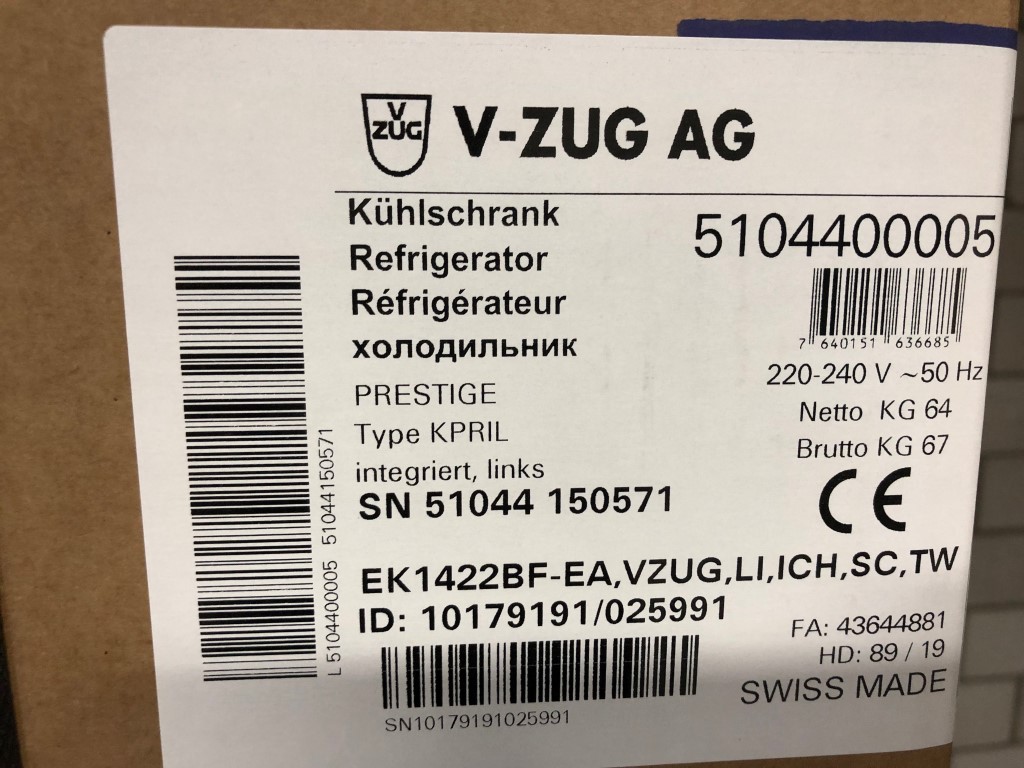 V
ZUG
V-ZUG AG
Kühlschrank
Refrigerator
Réfrigérateur
холодильник
PRESTIGE
Type KPRIL
integriert, links
SN 51044 150571
5104400005
7 640151 636685
220-240 V ~50 Hz
Netto KG 64
Brutto KG 67
CE
EK1422BF-EA,VZUG,LI,ICH,SC,TW
ID: 10179191/025991
SN10179191025991
FA: 43644881
HD: 89 / 19
SWISS MADE
L 5104400005 51044150571